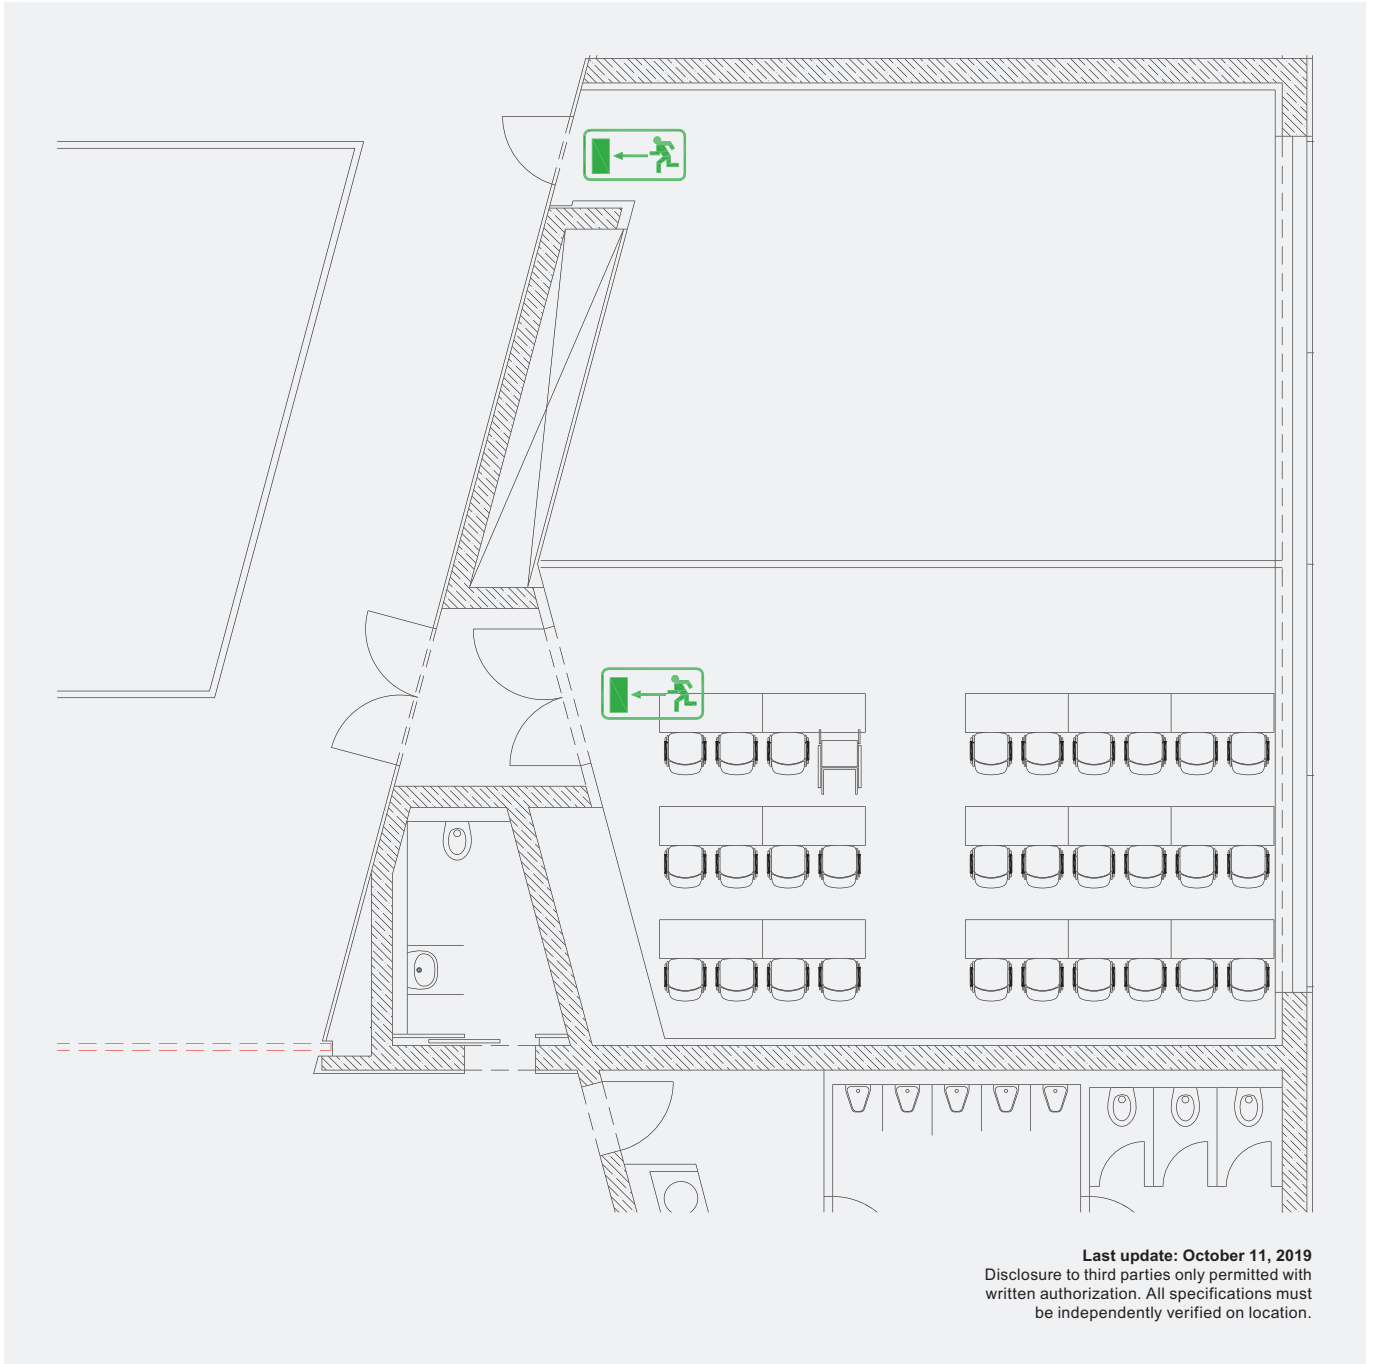 Last update: October 11, 2019
Disclosure to third parties only permitted with
written authorization. All specifications must
be independently verified on location.